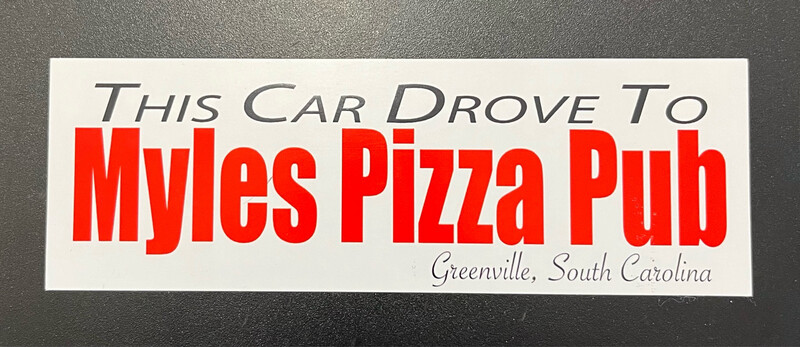 This Car Drove To
Myles Pizza Pub
Greenville, South Carolina